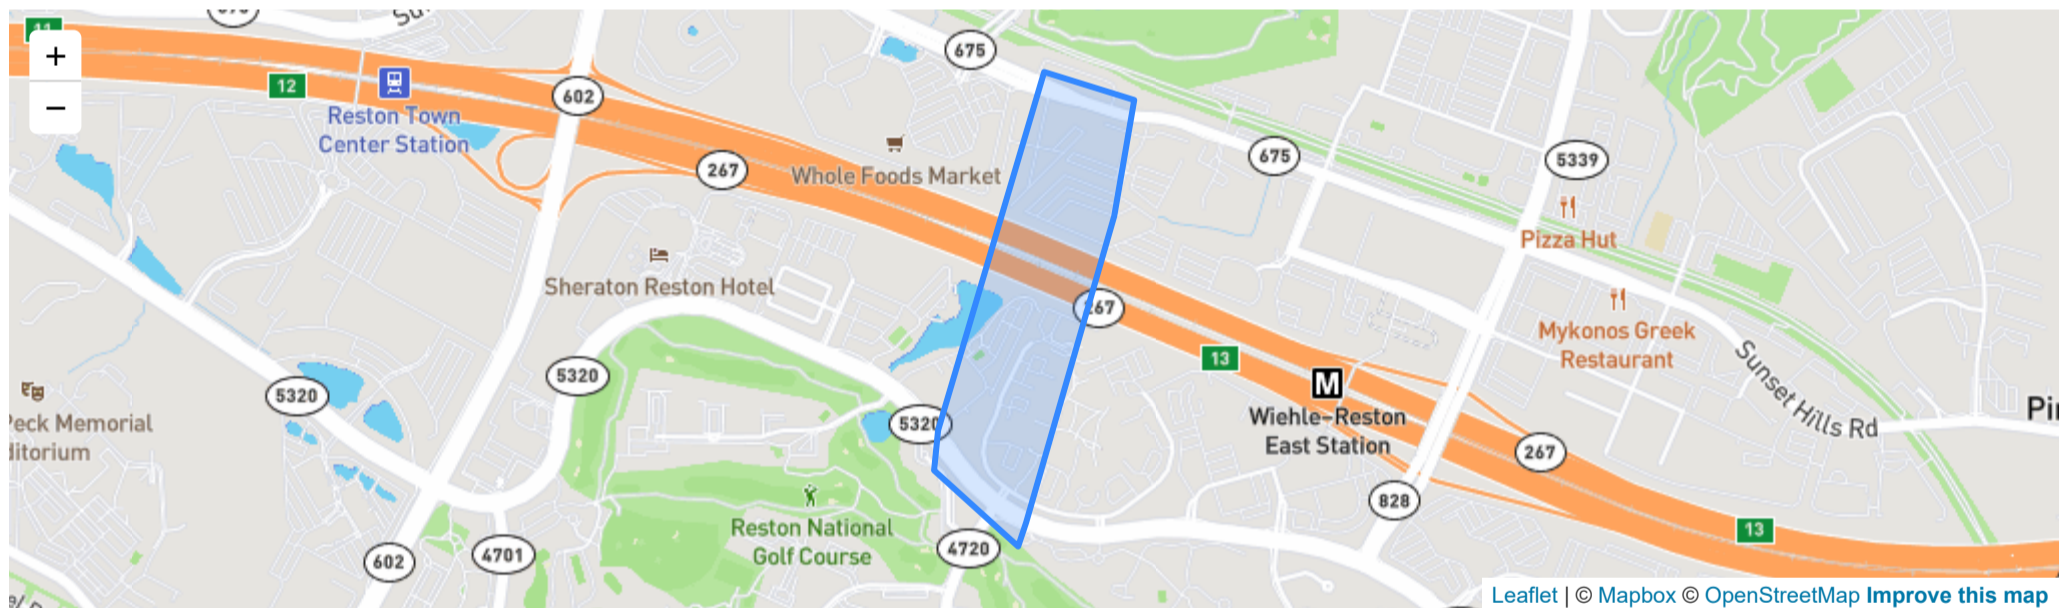 675
+
12
Reston Town
Center Station
602
−
Whole Foods Market
267
675
5339
Pizza Hut
Sheraton Reston Hotel
267
Mykonos Greek
Restaurant
13
5320
5320
Peck Memorial
5320
M
Wiehle–Reston
East Station
Sunset Hills Rd
267
828
Reston National
Golf Course
13
4720
4701
602
Leaflet | © Mapbox © OpenStreetMap Improve this map